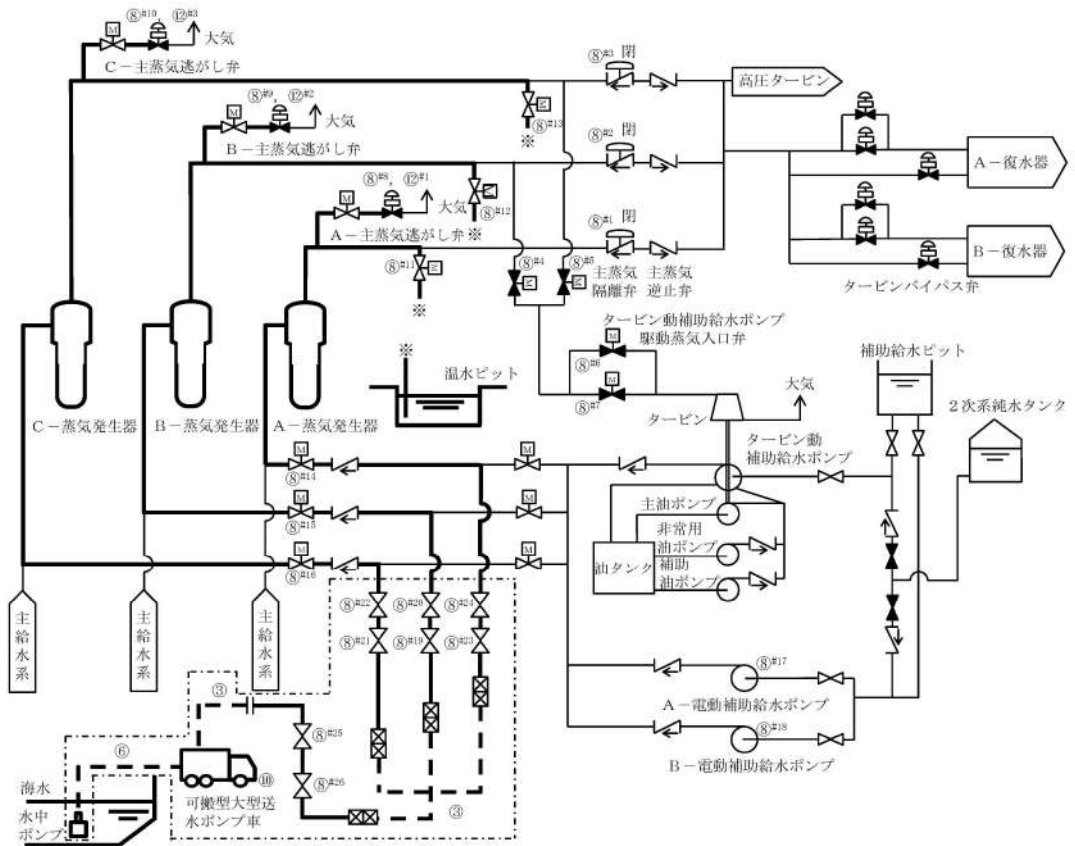 ⑧#10, ⑫#3
M
大気
C-主蒸気逃がし弁
⑧#3 閉
高圧タービン
⑧#9, ⑫#2
M
大気
B-主蒸気逃がし弁
M
⑧#13
※
⑧#2 閉
A-復水器
⑧#8, ⑫#1
M
大気
A-主蒸気逃がし弁
M
⑧#12
※
⑧#1 閉
B-復水器
⑧#11
M
※
⑧#4
M
⑧#5
M
主蒸気
隔離弁
主蒸気
逆止弁
タービンバイパス弁
タービン動補助給水ポンプ
駆動蒸気入口弁
M
⑧#6
M
⑧#7
※
温水ピット
大気
タービン
補助給水ピット
2次系純水タンク
C-蒸気発生器
B-蒸気発生器
A-蒸気発生器
タービン動
補助給水ポンプ
M
⑧#14
M
M
⑧#15
M
M
⑧#16
M
主油ポンプ
非常用
油ポンプ
補助
油ポンプ
油タンク
主給水系
主給水系
主給水系
⑧#22
⑧#20
⑧#24
⑧#21
⑧#19
⑧#23
⑧#17
A-電動補助給水ポンプ
⑧#18
B-電動補助給水ポンプ
③
⑧#25
⑥
⑧#26
⑩
③
海水
水中
ポンプ
可搬型大型送
水ポンプ車